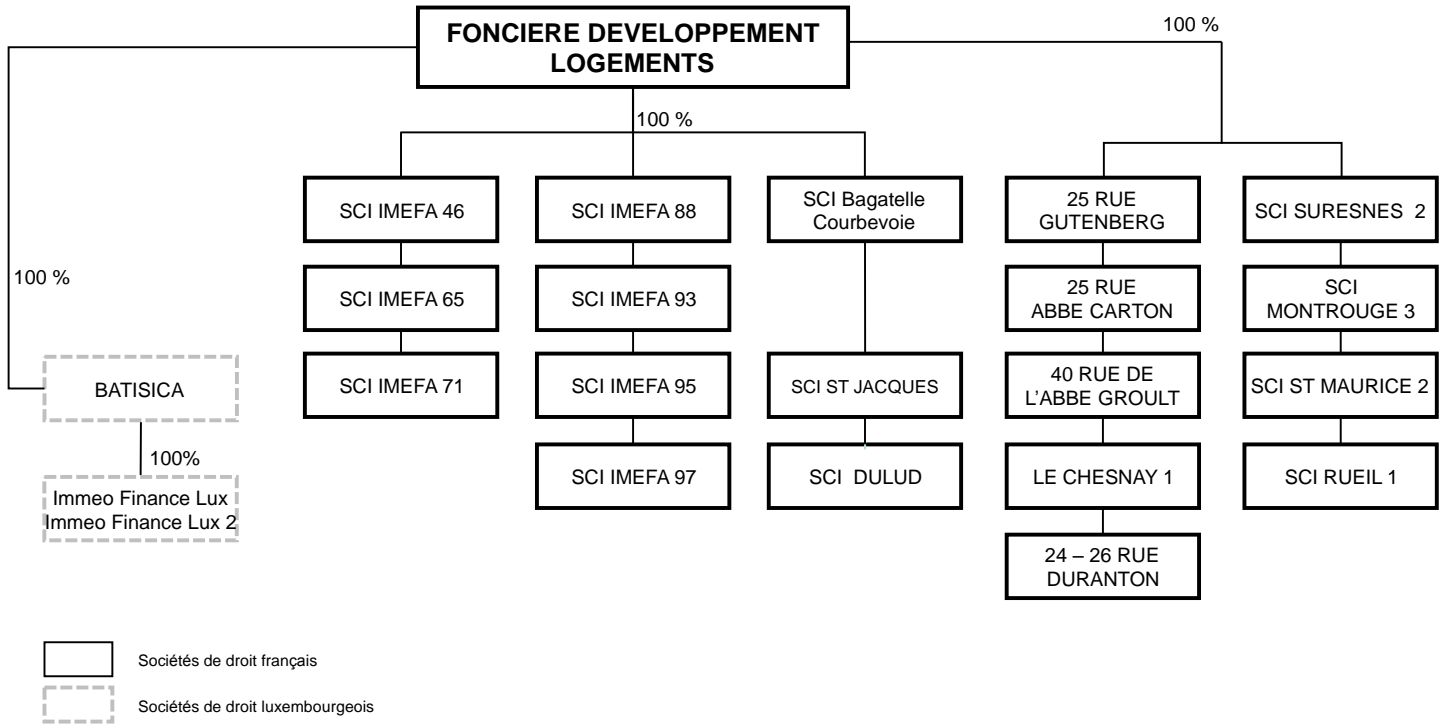 FONCIERE DEVELOPPEMENT
LOGEMENTS
100 %
100 %
100 %
SCI IMEFA 46
SCI IMEFA 65
SCI IMEFA 71
SCI IMEFA 88
SCI IMEFA 93
SCI IMEFA 95
SCI IMEFA 97
SCI Bagatelle
Courbevoie
SCI ST JACQUES
SCI DULUD
25 RUE
GUTENBERG
25 RUE
ABBE CARTON
40 RUE DE
L'ABBE GROULT
LE CHESNAY 1
24 – 26 RUE
DURANTON
SCI SURESNES 2
SCI
MONTROUGE 3
SCI ST MAURICE 2
SCI RUEIL 1
BATISICA
100%
Immeo Finance Lux
Immeo Finance Lux 2
Sociétés de droit français
Sociétés de droit luxembourgeois